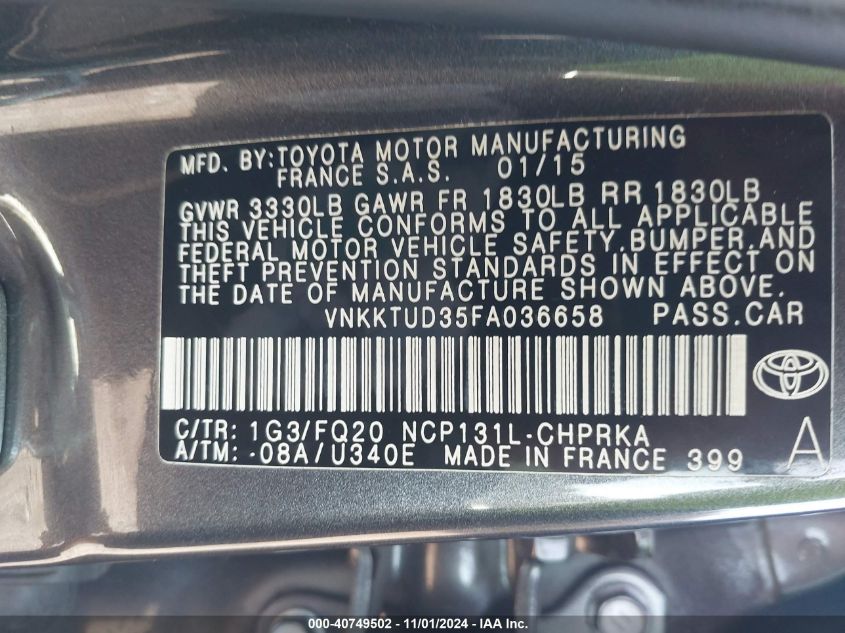 MFD. BY:TOYOTA MOTOR MANUFACTURING
FRANCE S.A.S. 01/15
GVWR 3330LB GAWR FR 1830LB RR 1830LB
THIS VEHICLE CONFORMS TO ALL APPLICABLE
FEDERAL MOTOR VEHICLE SAFETY,BUMPER,AND
THEFT PREVENTION STANDARDS IN EFFECT ON
THE DATE OF MANUFACTURE SHOWN ABOVE.
VNKKTUD35FA036658 PASS.CAR
C/TR: 1G3/FQ20 NCP131L-CHPRKA
A/TM: -08A/U340E MADE IN FRANCE 399 A
000-40749502 - 11/01/2024 - IAAI Inc.